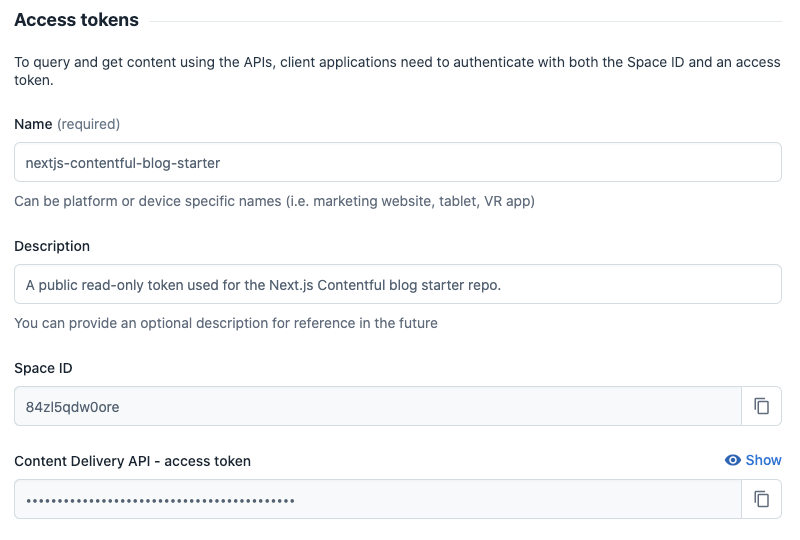 Access tokens
To query and get content using the APIs, client applications need to authenticate with both the Space ID and an access
token.
Name (required)
nextjs-contentful-blog-starter
Can be platform or device specific names (i.e. marketing website, tablet, VR app)
Description
A public read-only token used for the Next.js Contentful blog starter repo.
You can provide an optional description for reference in the future
Space ID
84zl5qdw0ore
Content Delivery API - access token
Show
•••••••••••••••••••••••••••••••••••••••••••